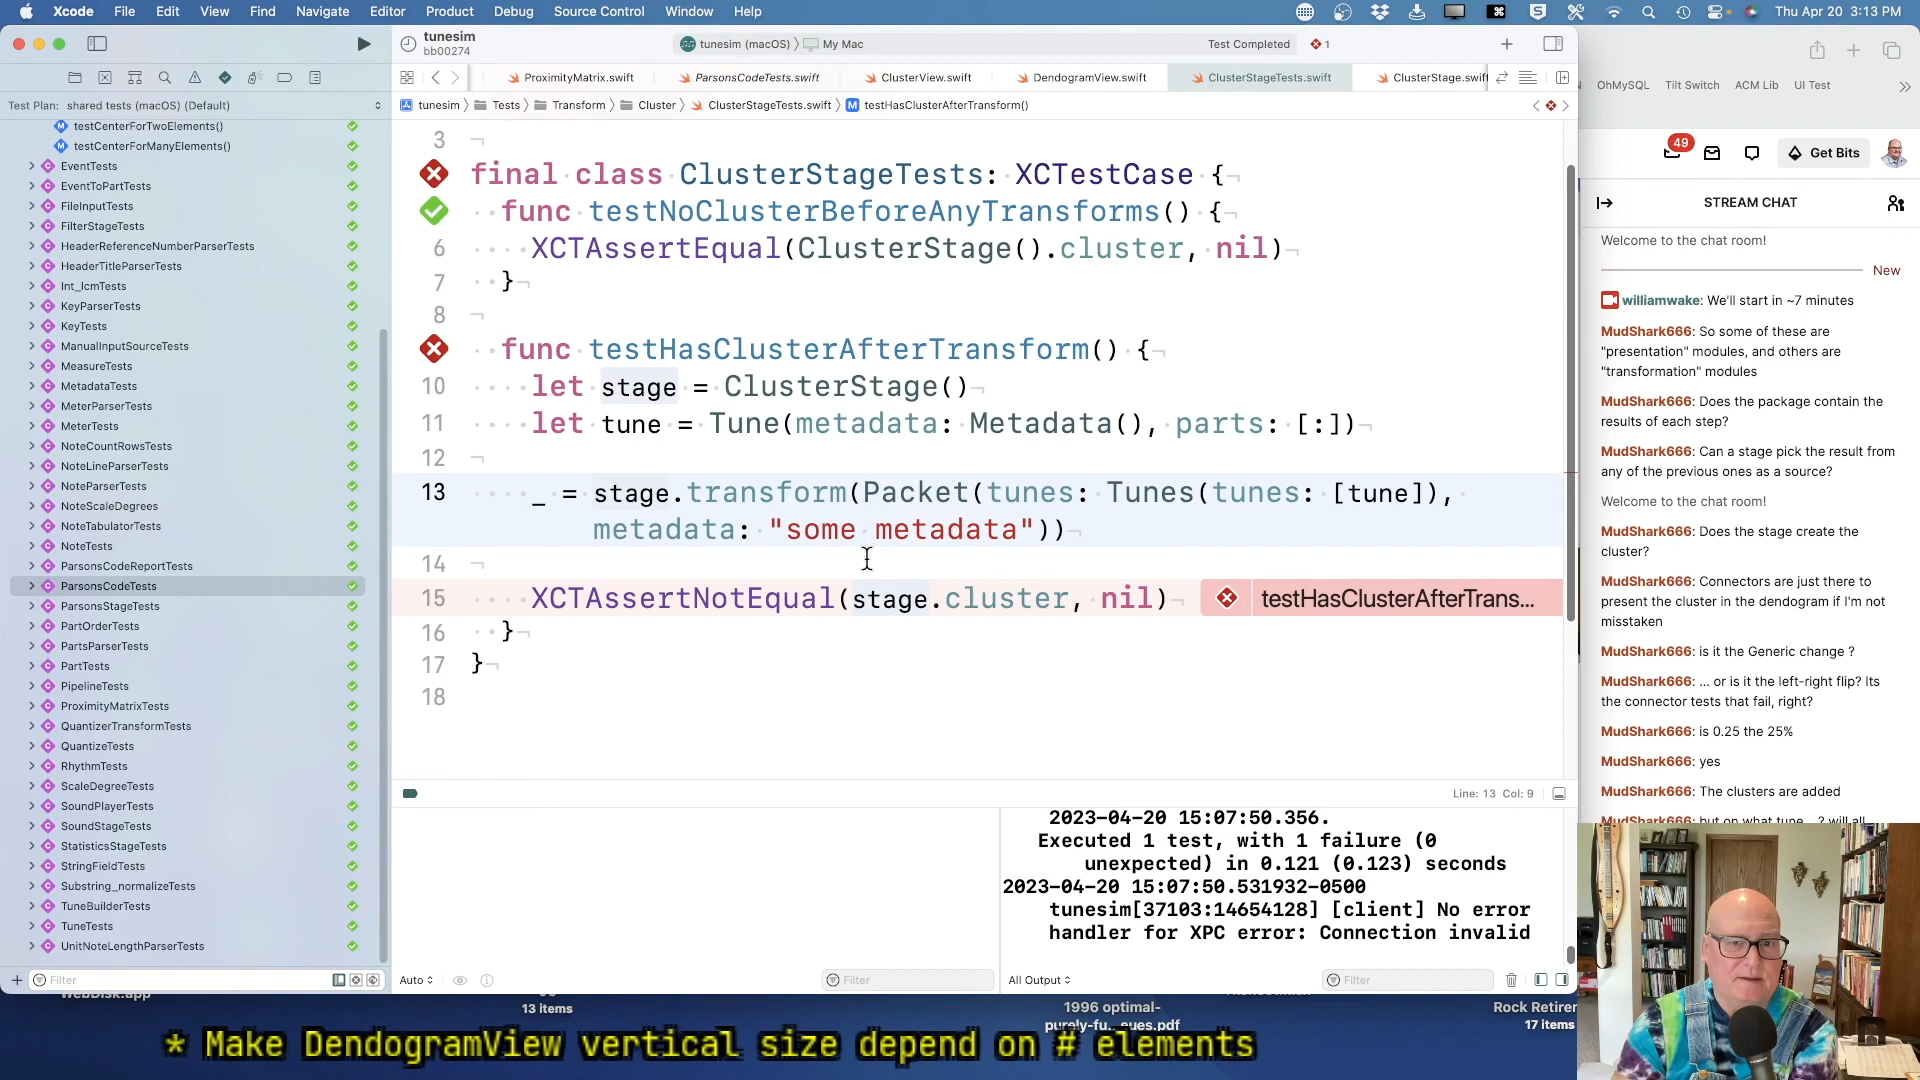 Xcode File Edit View Find Navigate Editor Product Debug Source Control Window Help
Thu Apr 20 3:13 PM
tunesim
bb00274
tunesim (macOS) 〉 My Mac
Test Completed
1
ProximityMatrix.swift
ParsonsCodeTests.swift
ClusterView.swift
DendogramView.swift
ClusterStageTests.swift
ClusterStage.swift
Test Plan: shared tests (macOS) (Default)
tunesim 〉 Tests 〉 Transform 〉 Cluster 〉 ClusterStageTests.swift 〉 M testHasClusterAfterTransform()
testCenterForTwoElements()
testCenterForManyElements()
EventTests
EventToPartTests
FileInputTests
FilterStageTests
HeaderReferenceNumberParserTests
HeaderTitleParserTests
Int_lcmTests
KeyParserTests
KeyTests
ManualInputSourceTests
MeasureTests
MetadataTests
MeterParserTests
MeterTests
NoteCountRowsTests
NoteLineParserTests
NoteParserTests
NoteScaleDegrees
NoteTabulatorTests
NoteTests
ParsonsCodeReportTests
ParsonsCodeTests
ParsonsStageTests
PartOrderTests
PartsParserTests
PartTests
PipelineTests
ProximityMatrixTests
QuantizerTransformTests
QuantizeTests
RhythmTests
ScaleDegreeTests
SoundPlayerTests
SoundStageTests
StatisticsStageTests
StringFieldTests
Substring_normalizeTests
TuneBuilderTests
TuneTests
UnitNoteLengthParserTests
Filter
3
final class ClusterStageTests: XCTestCase {
func testNoClusterBeforeAnyTransforms() {
6 XCTAssertEqual(ClusterStage().cluster, nil)
7 }
8
func testHasClusterAfterTransform() {
10 let stage = ClusterStage()
11 let tune = Tune(metadata: Metadata(), parts: [:])
12
13 _ = stage.transform(Packet(tunes: Tunes(tunes: [tune]),
metadata: "some metadata"))
14
15 XCTAssertNotEqual(stage.cluster, nil) testHasClusterAfterTrans...
16 }
17 }
18
Line: 13 Col: 9
2023-04-20 15:07:50.356.
Executed 1 test, with 1 failure (0
unexpected) in 0.121 (0.123) seconds
2023-04-20 15:07:50.531932-0500
tunesim[37103:14654128] [client] No error
handler for XPC error: Connection invalid
Auto
Filter
All Output
Filter
OhMySQL Tilt Switch ACM Lib UI Test
49
Get Bits
STREAM CHAT
Welcome to the chat room!
New
williamwake: We'll start in ~7 minutes
MudShark666: So some of these are
"presentation" modules, and others are
"transformation" modules
MudShark666: Does the package contain the
results of each step?
MudShark666: Can a stage pick the result from
any of the previous ones as a source?
Welcome to the chat room!
MudShark666: Does the stage create the
cluster?
MudShark666: Connectors are just there to
present the cluster in the dendogram if I'm not
misstaken
MudShark666: is it the Generic change ?
MudShark666: ... or is it the left-right flip? Its
the connector tests that fail, right?
MudShark666: is 0.25 the 25%
MudShark666: yes
MudShark666: The clusters are added
MudShark666: but on what tune
WebDisk.app
13 items
1996 optimal-
Rock Retirer
17 items
* Make DendogramView vertical size depend on # elements